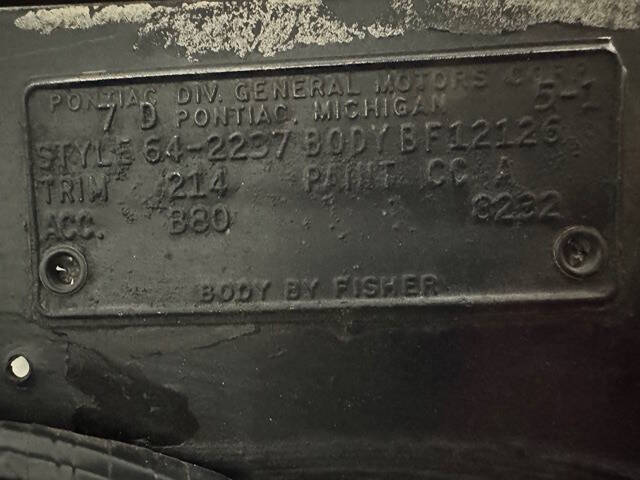 PONTIAC DIV. GENERAL MOTORS CORP.
7 D PONTIAC, MICHIGAN 5-1
STYLE 64-2237 BODY BF12126
TRIM 214 PAINT CC A
ACC. B80 8232
BODY BY FISHER